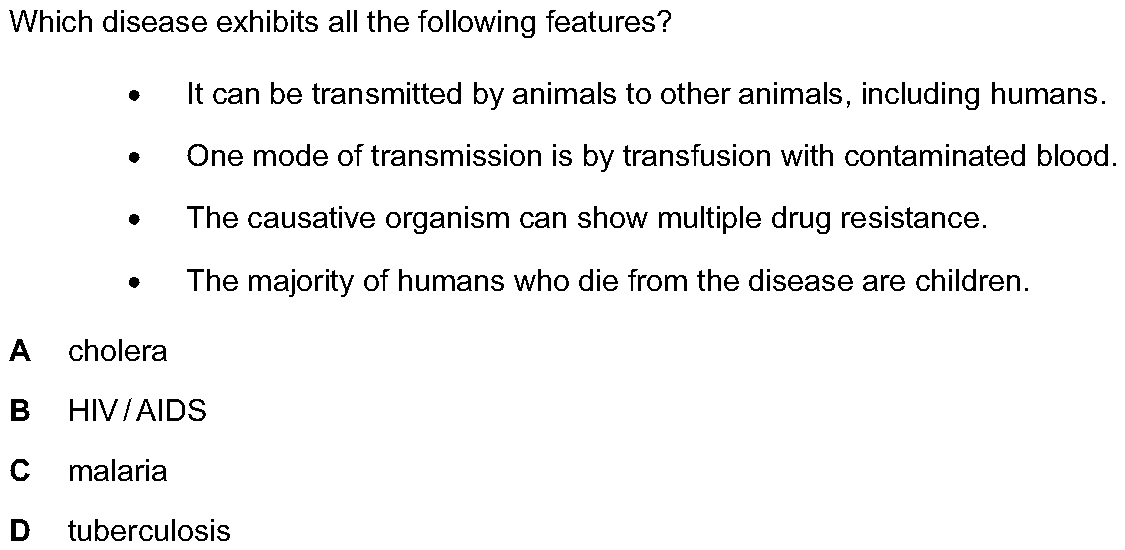 Which disease exhibits all the following features?
• It can be transmitted by animals to other animals, including humans.
• One mode of transmission is by transfusion with contaminated blood.
• The causative organism can show multiple drug resistance.
• The majority of humans who die from the disease are children.
A cholera
B HIV / AIDS
C malaria
D tuberculosis